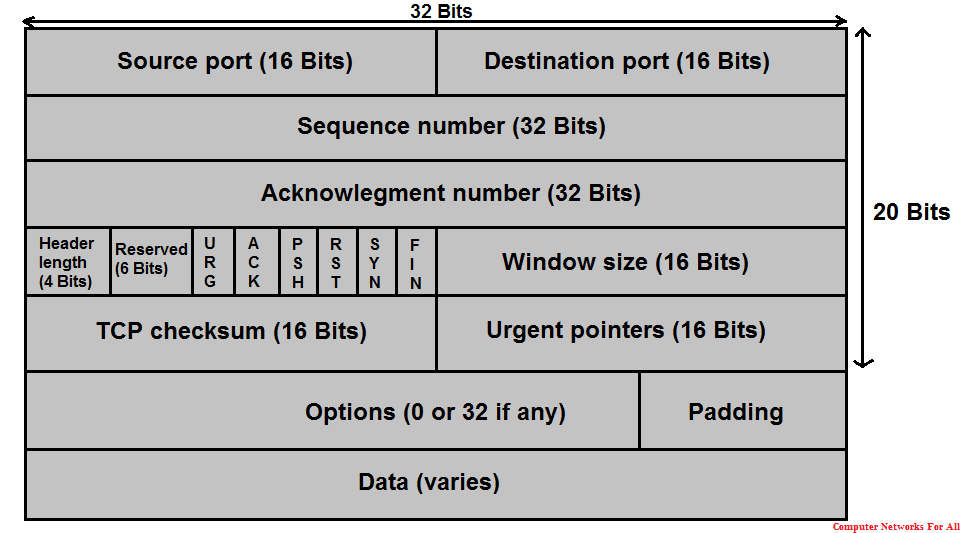 32 Bits
Source port (16 Bits)
Destination port (16 Bits)
Sequence number (32 Bits)
Acknowlegment number (32 Bits)
20 Bits
Header
length
(4 Bits)
Reserved
(6 Bits)
URG
ACK
PSH
RST
SYN
FIN
Window size (16 Bits)
TCP checksum (16 Bits)
Urgent pointers (16 Bits)
Options (0 or 32 if any)
Padding
Data (varies)
Computer Networks For All